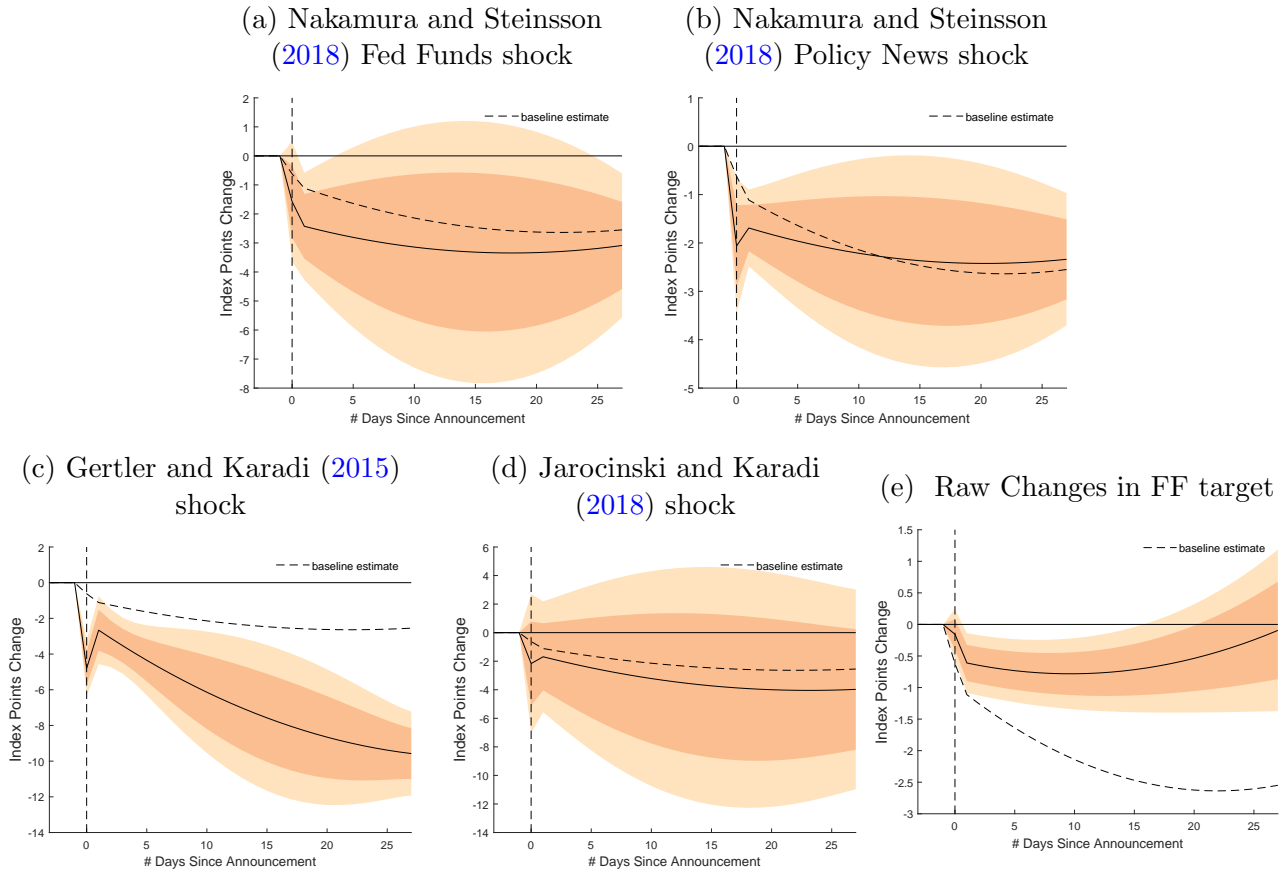 (a) Nakamura and Steinsson
(2018) Fed Funds shock
(b) Nakamura and Steinsson
(2018) Policy News shock
2
1
0
-1
-2
-3
-4
-5
-6
-7
-8
Index Points Change
baseline estimate
0 5 10 15 20 25
# Days Since Announcement
1
0
-1
-2
-3
-4
-5
Index Points Change
baseline estimate
0 5 10 15 20 25
# Days Since Announcement
(c) Gertler and Karadi (2015)
shock
(d) Jarocinski and Karadi
(2018) shock
(e) Raw Changes in FF target
2
0
-2
-4
-6
-8
-10
-12
-14
Index Points Change
baseline estimate
0 5 10 15 20 25
# Days Since Announcement
6
4
2
0
-2
-4
-6
-8
-10
-12
-14
Index Points Change
baseline estimate
0 5 10 15 20 25
# Days Since Announcement
1.5
1
0.5
0
-0.5
-1
-1.5
-2
-2.5
-3
Index Points Change
baseline estimate
0 5 10 15 20 25
# Days Since Announcement